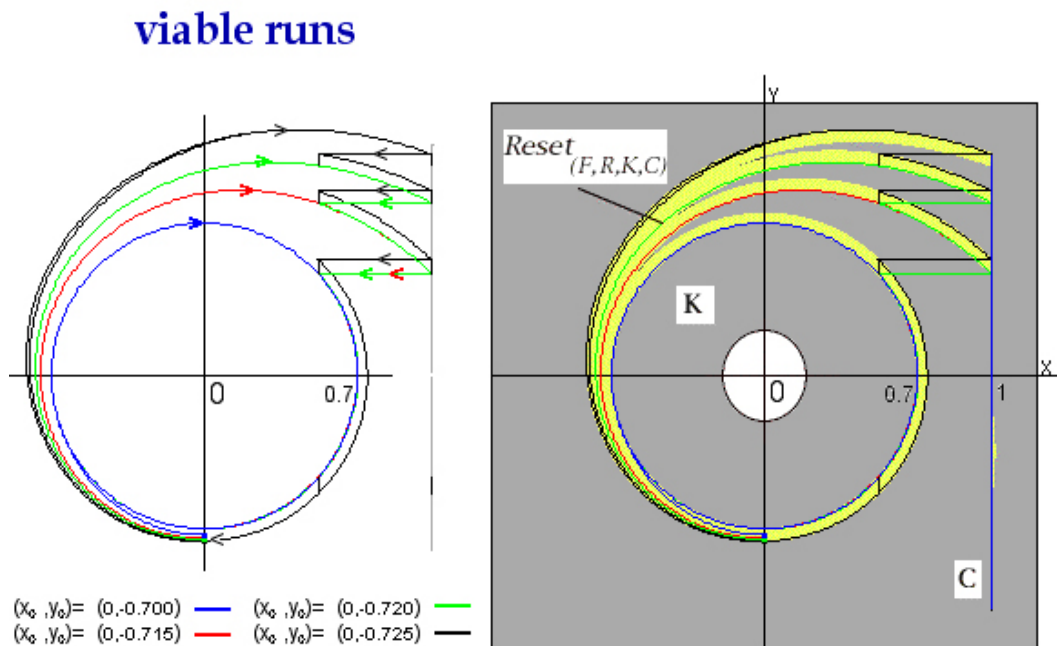 viable runs
0
0.7
(x₀ ,y₀)= (0,-0.700)
(x₀ ,y₀)= (0,-0.720)
(x₀ ,y₀)= (0,-0.715)
(x₀ ,y₀)= (0,-0.725)
Y
Reset(F,R,K,C)
K
X
0
0.7
1
C